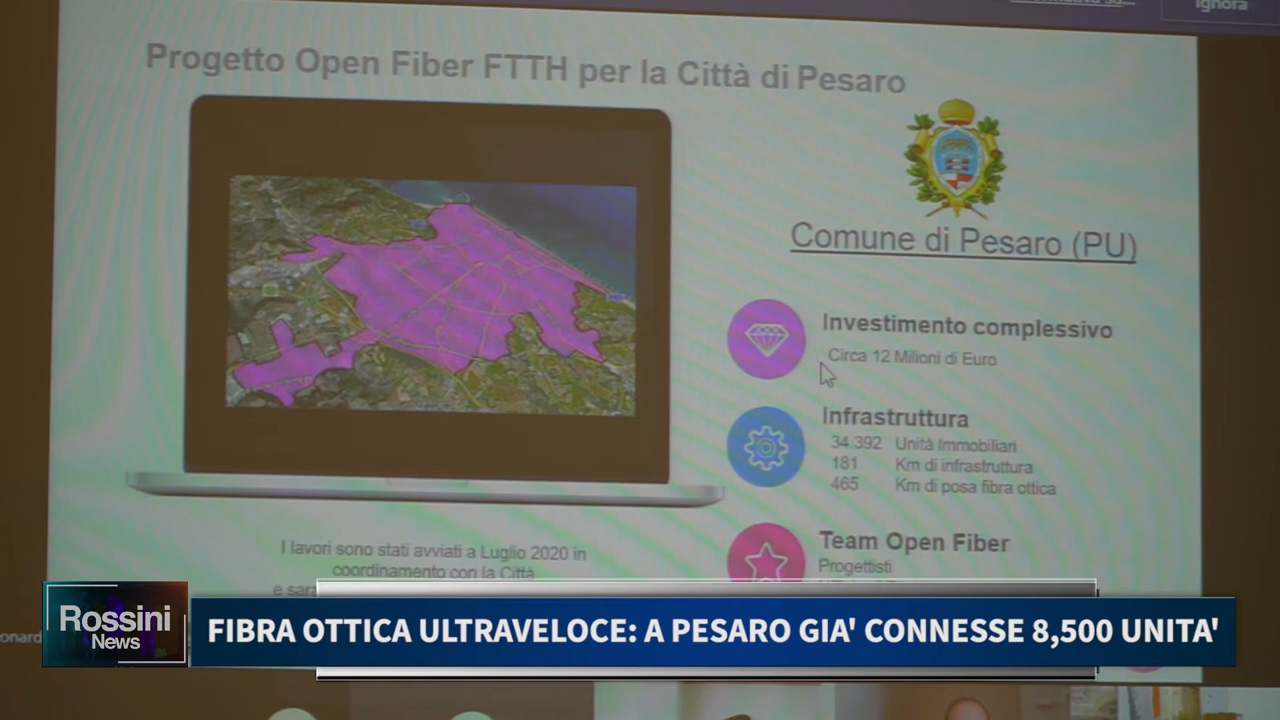 Ignora
Progetto Open Fiber FTTH per la Città di Pesaro
Comune di Pesaro (PU)
Investimento complessivo
Circa 12 Milioni di Euro
Infrastruttura
34.392 Unità Immobiliari
181 Km di infrastruttura
465 Km di posa fibra ottica
Team Open Fiber
Progettisti
I lavori sono stati avviati a Luglio 2020 in
coordinamento con la Città
e sara
Rossini
News
FIBRA OTTICA ULTRAVELOCE: A PESARO GIA' CONNESSE 8,500 UNITA'